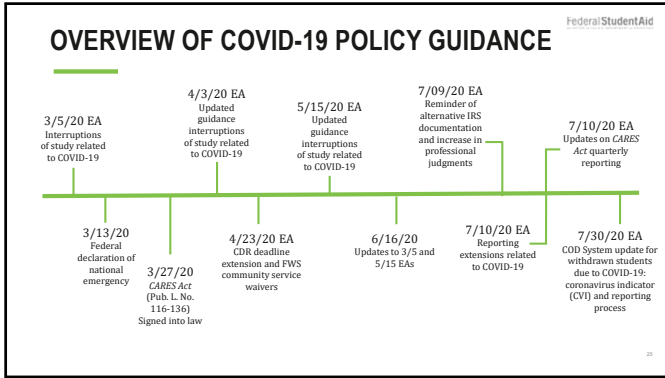 Federal Student Aid
OVERVIEW OF COVID-19 POLICY GUIDANCE
3/5/20 EA
Interruptions
of study related
to COVID-19
3/13/20
Federal
declaration of
national
emergency
3/27/20
CARES Act
(Pub. L. No.
116-136)
Signed into law
4/3/20 EA
Updated
guidance
interruptions
of study related
to COVID-19
4/23/20 EA
CDR deadline
extension and FWS
community service
waivers
5/15/20 EA
Updated
guidance
interruptions
of study related
to COVID-19
6/16/20
Updates to 3/5 and
5/15 EAs
7/09/20 EA
Reminder of
alternative IRS
documentation
and increase in
professional
judgments
7/10/20 EA
Reporting
extensions related
to COVID-19
7/10/20 EA
Updates on CARES
Act quarterly
reporting
7/30/20 EA
COD System update for
withdrawn students
due to COVID-19:
coronavirus indicator
(CVI) and reporting
process